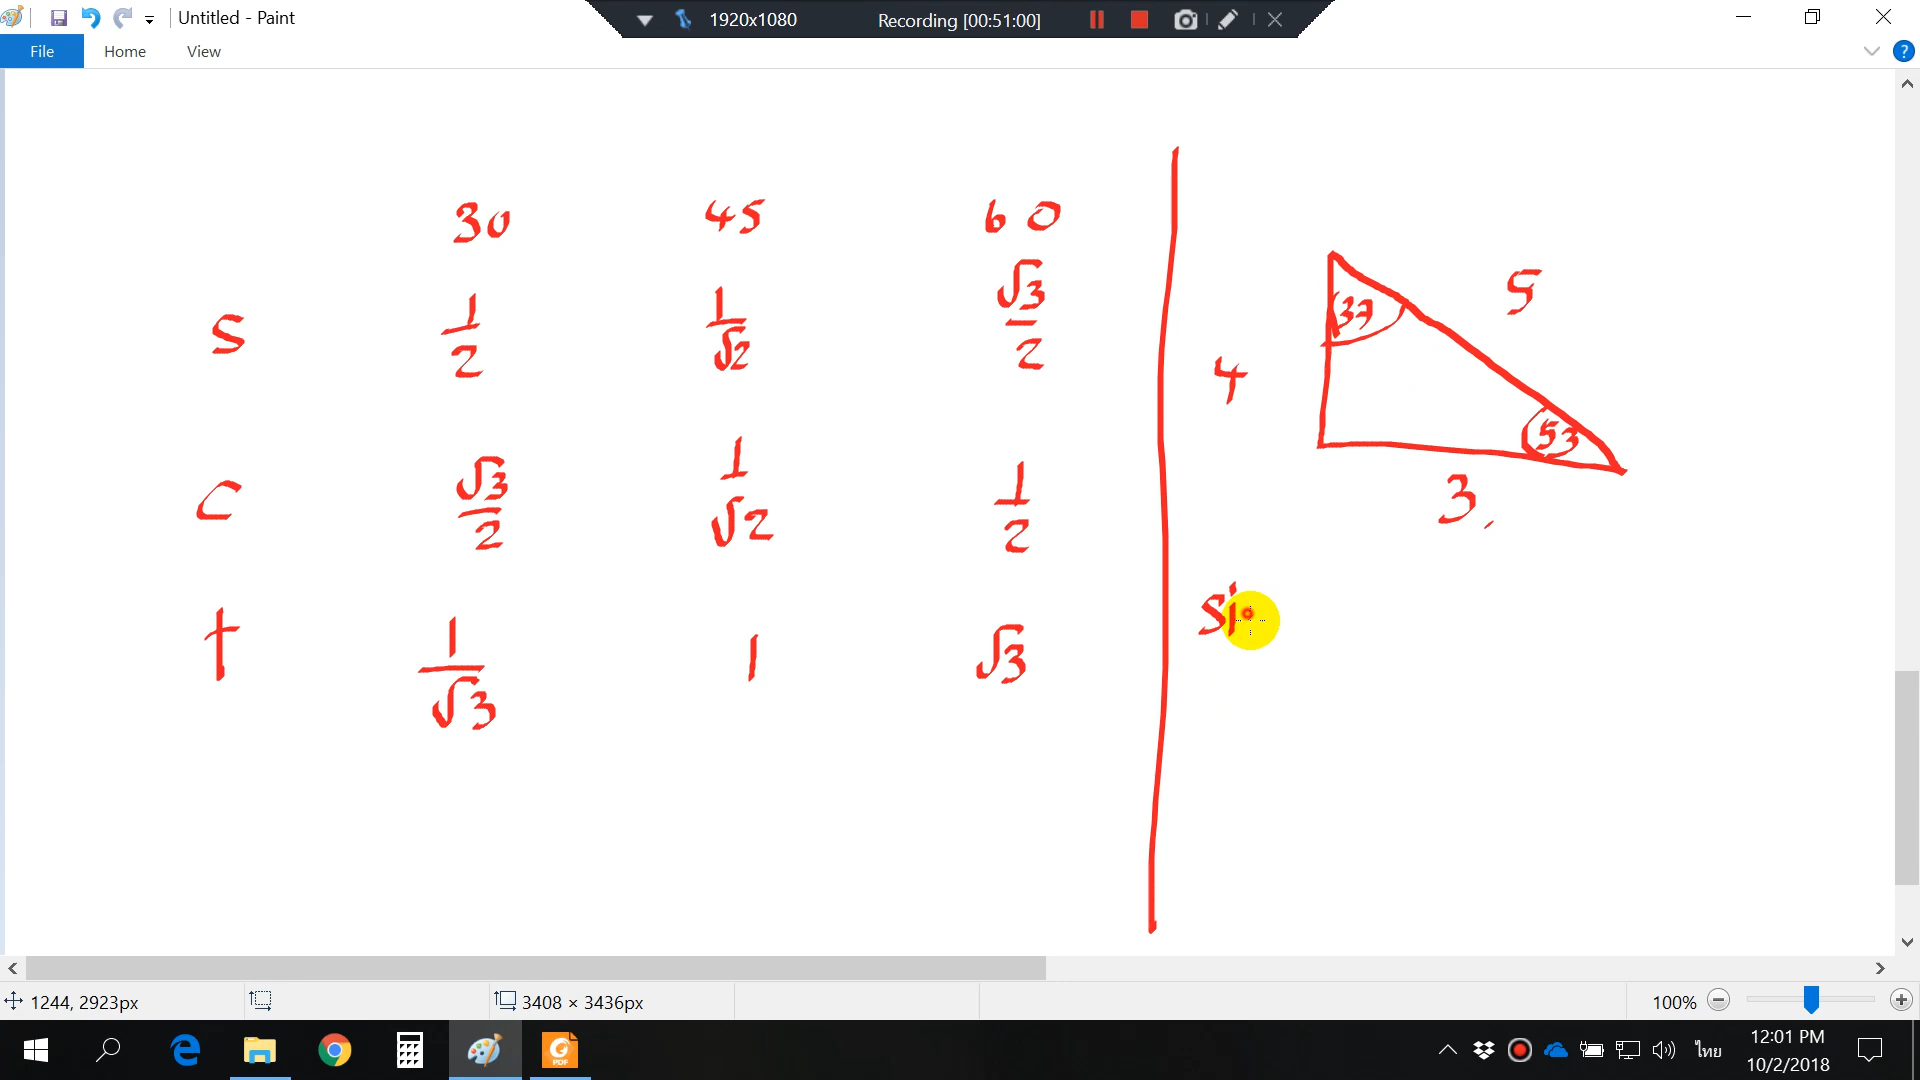 Untitled - Paint
1920x1080
Recording [00:51:00]
File
Home
View
?
30 45 60
S 1/2 1/√2 √3/2
C √3/2 1/√2 1/2
T 1/√3 1 √3
5
37
4
53
3
Si
1244, 2923px
3408 × 3436px
100%
PDF
ไทย
12:01 PM
10/2/2018